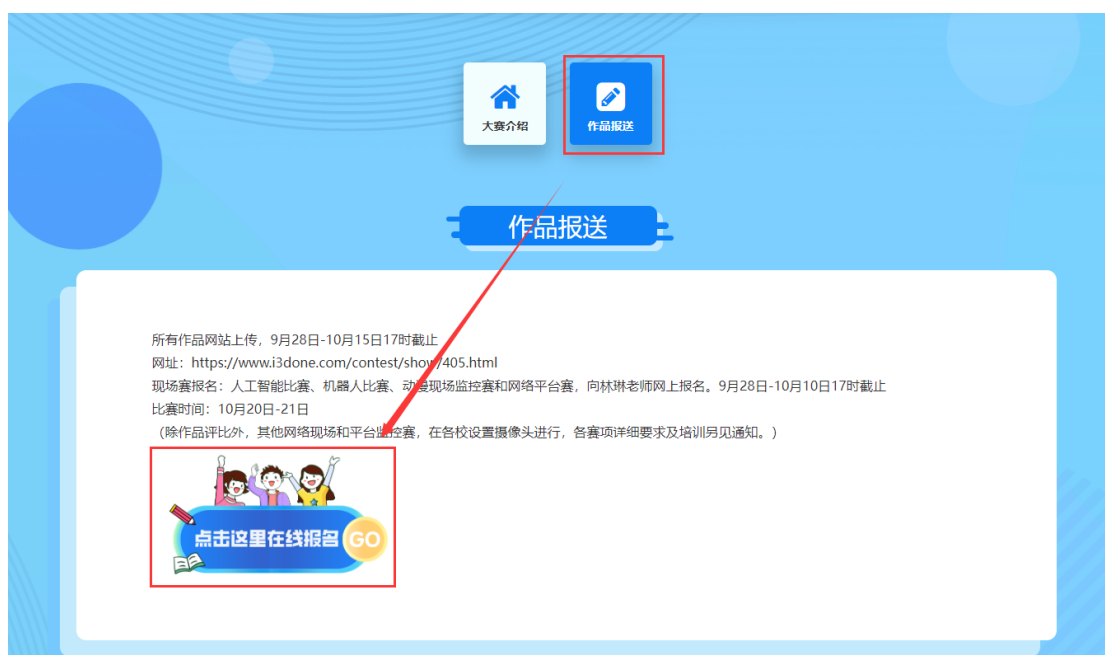 大赛介绍
作品报送
作品报送
所有作品网站上传，9月28日-10月15日17时截止
网址：https://www.i3done.com/contest/show/405.html
现场赛报名：人工智能比赛、机器人比赛、动漫现场监控赛和网络平台赛，向林琳老师网上报名。9月28日-10月10日17时截止
比赛时间：10月20日-21日
（除作品评比外，其他网络现场和平台监控赛，在各校设置摄像头进行，各赛项详细要求及培训另见通知。）
点击这里在线报名 GO